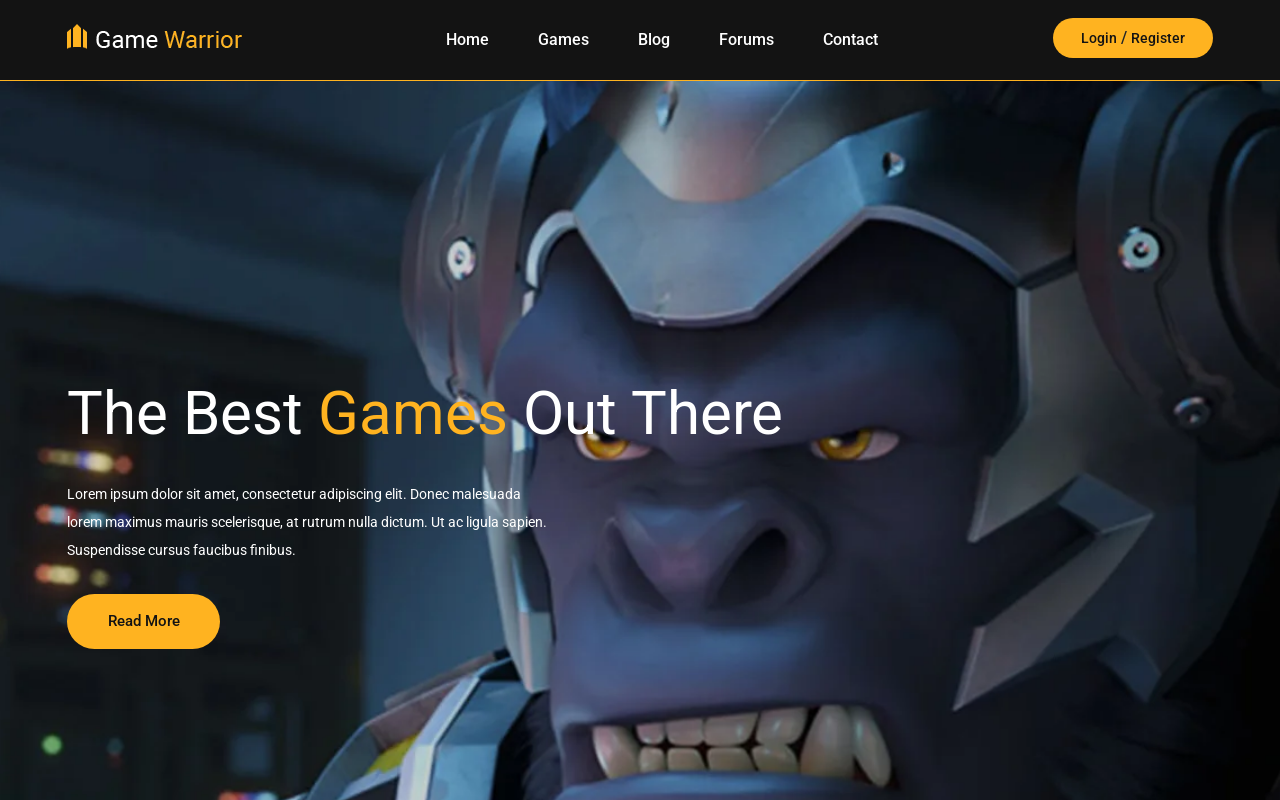 Game Warrior
Home
Games
Blog
Forums
Contact
Login / Register
The Best Games Out There
Lorem ipsum dolor sit amet, consectetur adipiscing elit. Donec malesuada
lorem maximus mauris scelerisque, at rutrum nulla dictum. Ut ac ligula sapien.
Suspendisse cursus faucibus finibus.
Read More